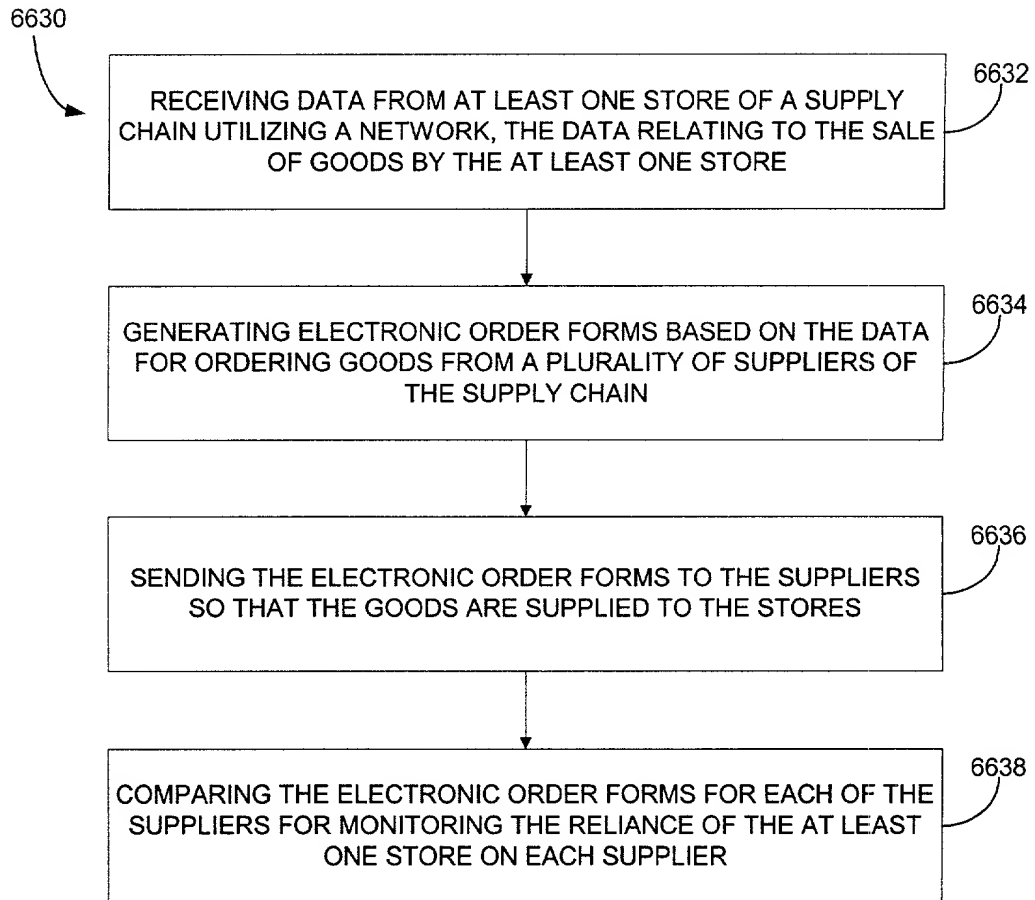 6630
6632
RECEIVING DATA FROM AT LEAST ONE STORE OF A SUPPLY
CHAIN UTILIZING A NETWORK, THE DATA RELATING TO THE SALE
OF GOODS BY THE AT LEAST ONE STORE
6634
GENERATING ELECTRONIC ORDER FORMS BASED ON THE DATA
FOR ORDERING GOODS FROM A PLURALITY OF SUPPLIERS OF
THE SUPPLY CHAIN
6636
SENDING THE ELECTRONIC ORDER FORMS TO THE SUPPLIERS
SO THAT THE GOODS ARE SUPPLIED TO THE STORES
6638
COMPARING THE ELECTRONIC ORDER FORMS FOR EACH OF THE
SUPPLIERS FOR MONITORING THE RELIANCE OF THE AT LEAST
ONE STORE ON EACH SUPPLIER